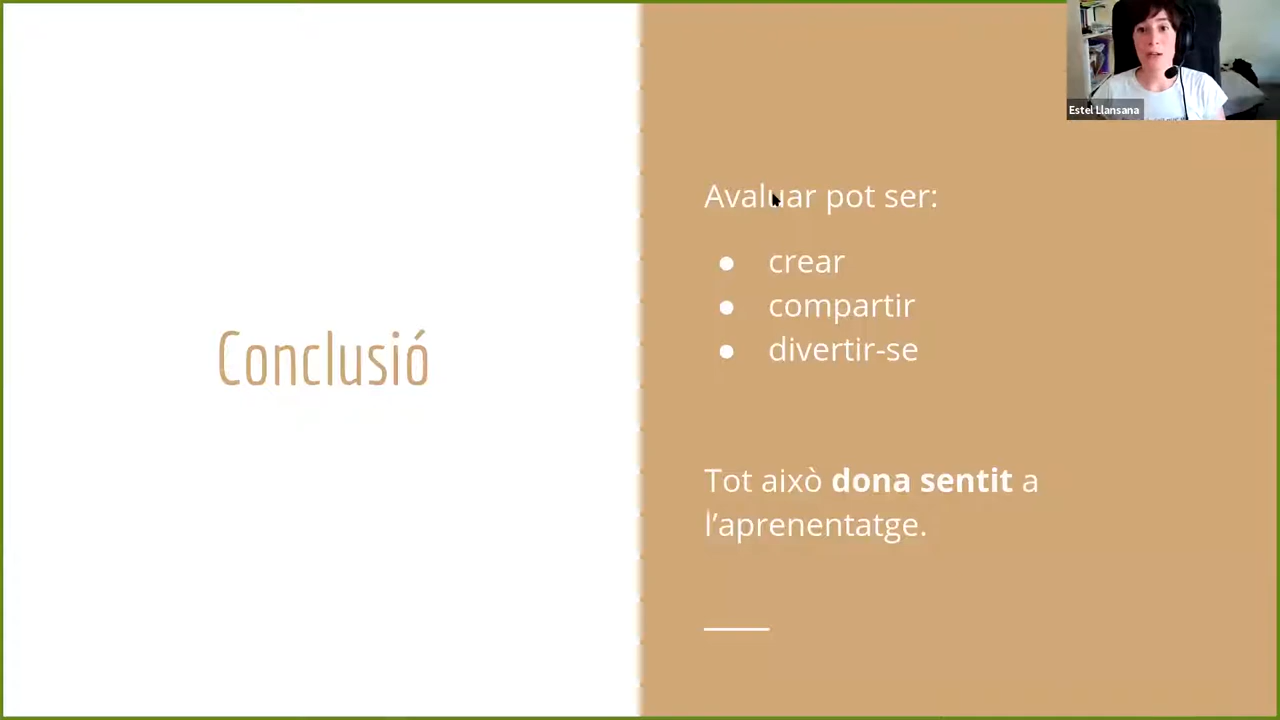 Estel Llansana
Conclusió
Avaluar pot ser:
● crear
● compartir
● divertir-se
Tot això dona sentit a
l’aprenentatge.